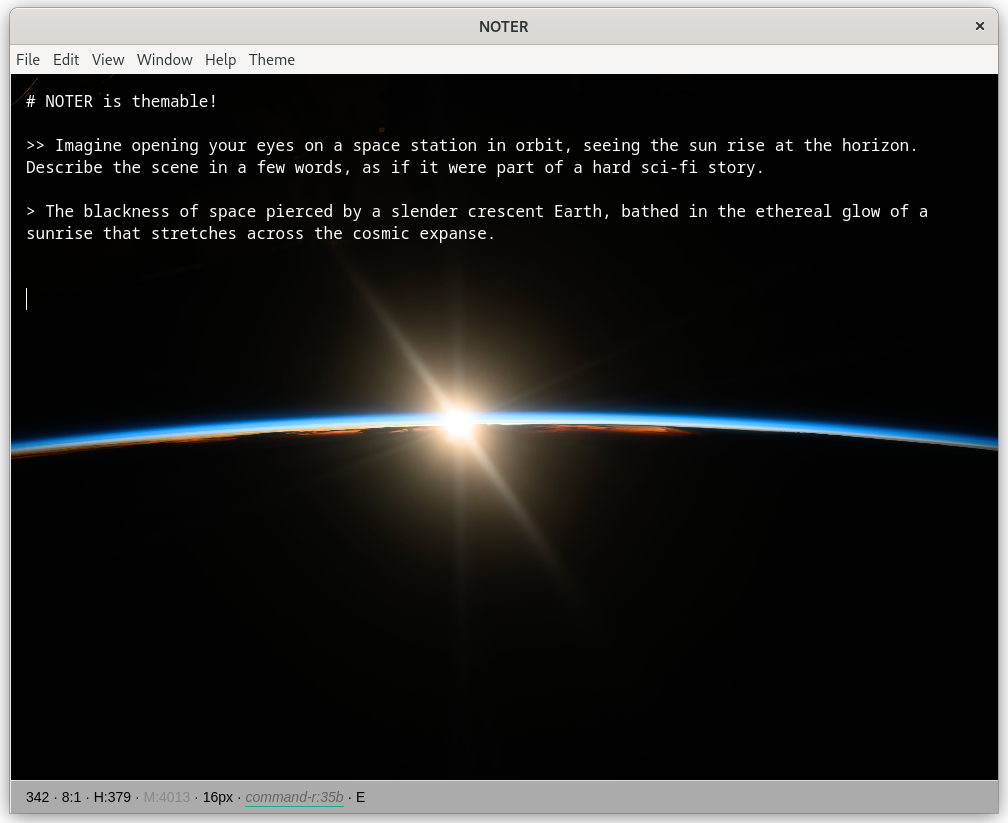 NOTER ×
File Edit View Window Help Theme
# NOTER is themable!
>> Imagine opening your eyes on a space station in orbit, seeing the sun rise at the horizon.
Describe the scene in a few words, as if it were part of a hard sci-fi story.
> The blackness of space pierced by a slender crescent Earth, bathed in the ethereal glow of a
sunrise that stretches across the cosmic expanse.
342 · 8:1 · H:379 · M:4013 · 16px · command-r:35b · E